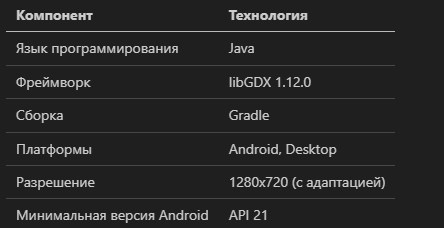 Компонент Технология
Язык программирования Java
Фреймворк libGDX 1.12.0
Сборка Gradle
Платформы Android, Desktop
Разрешение 1280x720 (с адаптацией)
Минимальная версия Android API 21